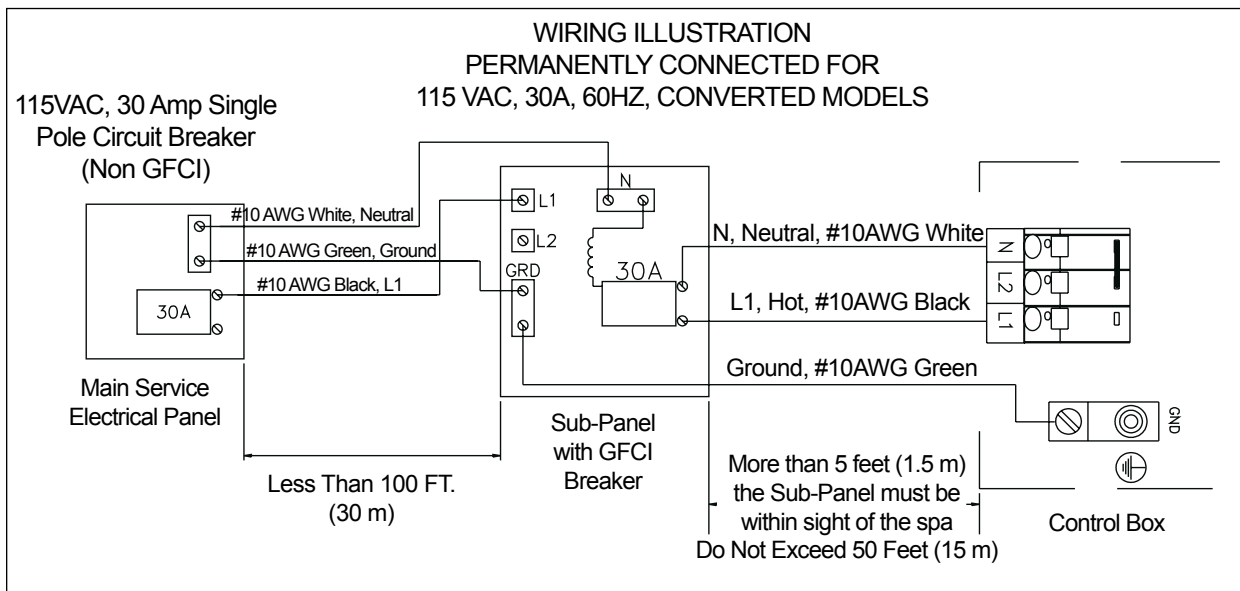 WIRING ILLUSTRATION
PERMANENTLY CONNECTED FOR
115 VAC, 30A, 60HZ, CONVERTED MODELS
115VAC, 30 Amp Single
Pole Circuit Breaker
(Non GFCI)
#10 AWG White, Neutral
#10 AWG Green, Ground
#10 AWG Black, L1
30A
Main Service
Electrical Panel
Less Than 100 FT.
(30 m)
N
L1
L2
GRD
30A
Sub-Panel
with GFCI
Breaker
N, Neutral, #10AWG White
L1, Hot, #10AWG Black
Ground, #10AWG Green
More than 5 feet (1.5 m)
the Sub-Panel must be
within sight of the spa
Do Not Exceed 50 Feet (15 m)
N
L2
L1
GND
Control Box